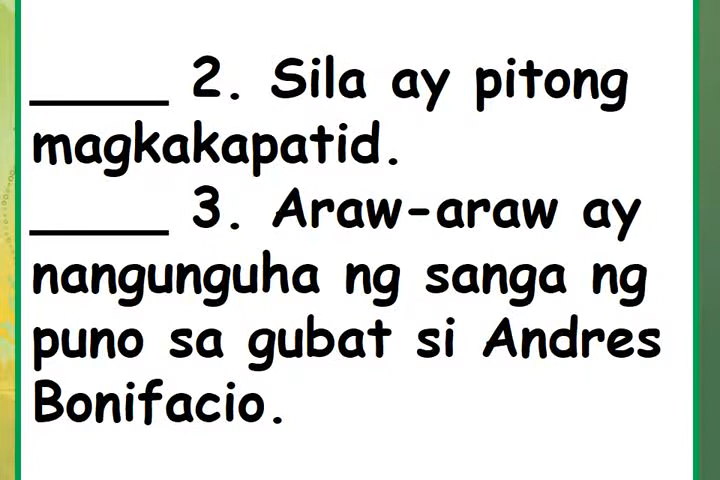 _____ 2. Sila ay pitong
magkakapatid.
_____ 3. Araw-araw ay
nangunguha ng sanga ng
puno sa gubat si Andres
Bonifacio.